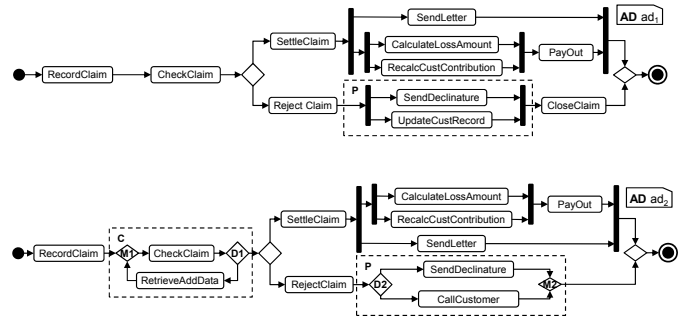 SendLetter
AD ad1
SettleClaim
CalculateLossAmount
PayOut
RecalcCustContribution
RecordClaim
CheckClaim
P
Reject Claim
SendDeclinature
CloseClaim
UpdateCustRecord
CalculateLossAmount
PayOut
AD ad2
SettleClaim
RecalcCustContribution
C
SendLetter
RecordClaim
M1
CheckClaim
D1
P
SendDeclinature
RetrieveAddData
RejectClaim
D2
M2
CallCustomer